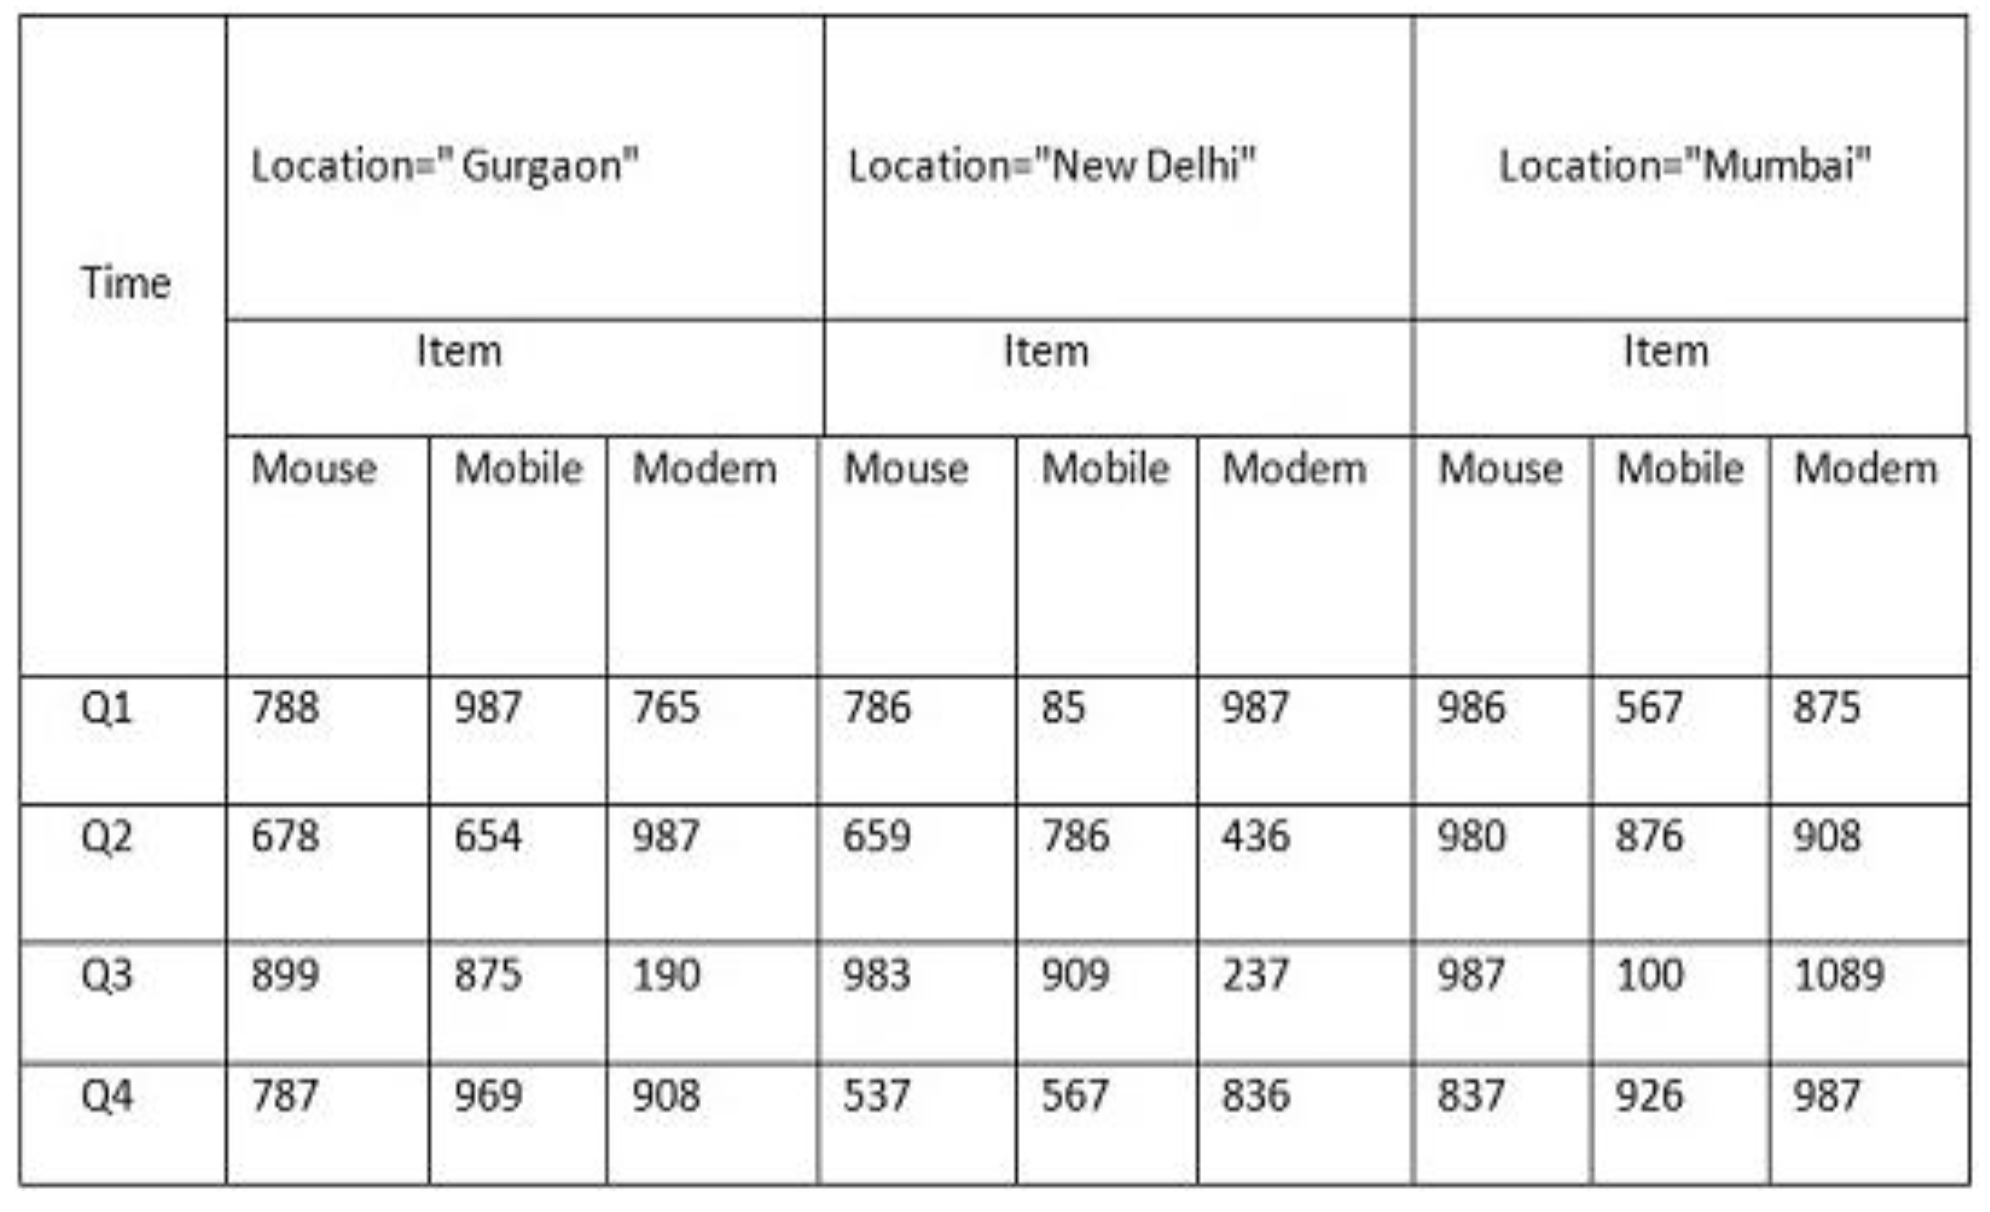 Time Location=" Gurgaon" Location="New Delhi" Location="Mumbai"
Item Item Item
Mouse Mobile Modem Mouse Mobile Modem Mouse Mobile Modem
Q1 788 987 765 786 85 987 986 567 875
Q2 678 654 987 659 786 436 980 876 908
Q3 899 875 190 983 909 237 987 100 1089
Q4 787 969 908 537 567 836 837 926 987